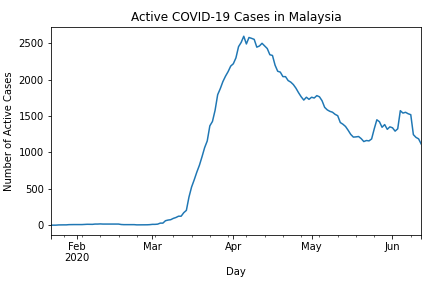 Active COVID-19 Cases in Malaysia
Number of Active Cases
2500
2000
1500
1000
500
0
Feb Mar Apr May Jun
2020
Day